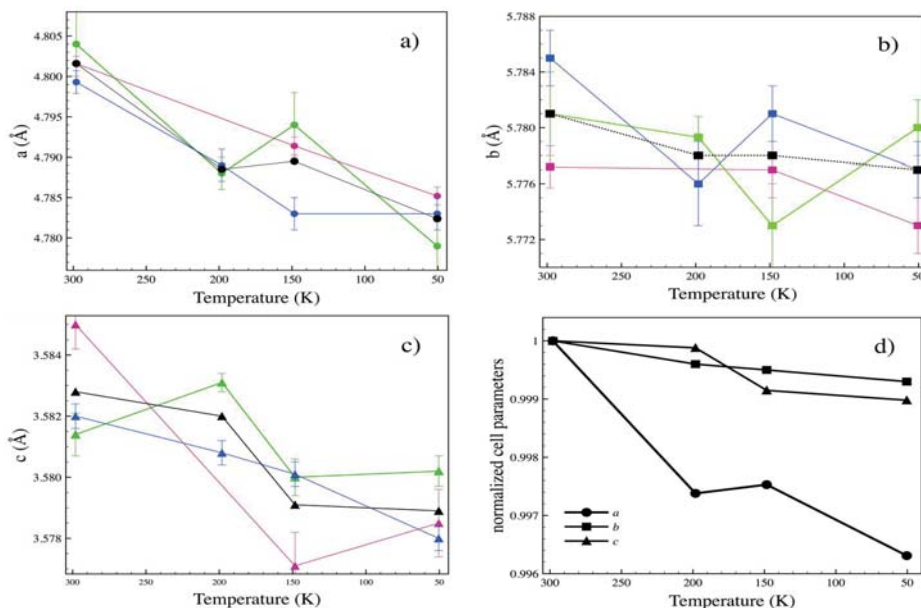 a)
4.805
4.800
4.795
4.790
4.785
4.780
a (Å)
300 250 200 150 100 50
Temperature (K)
b)
5.788
5.784
5.780
5.776
5.772
b (Å)
300 250 200 150 100 50
Temperature (K)
c)
3.584
3.582
3.580
3.578
c (Å)
300 250 200 150 100 50
Temperature (K)
d)
1
0.999
0.998
0.997
0.996
normalized cell parameters
a
b
c
300 250 200 150 100 50
Temperature (K)